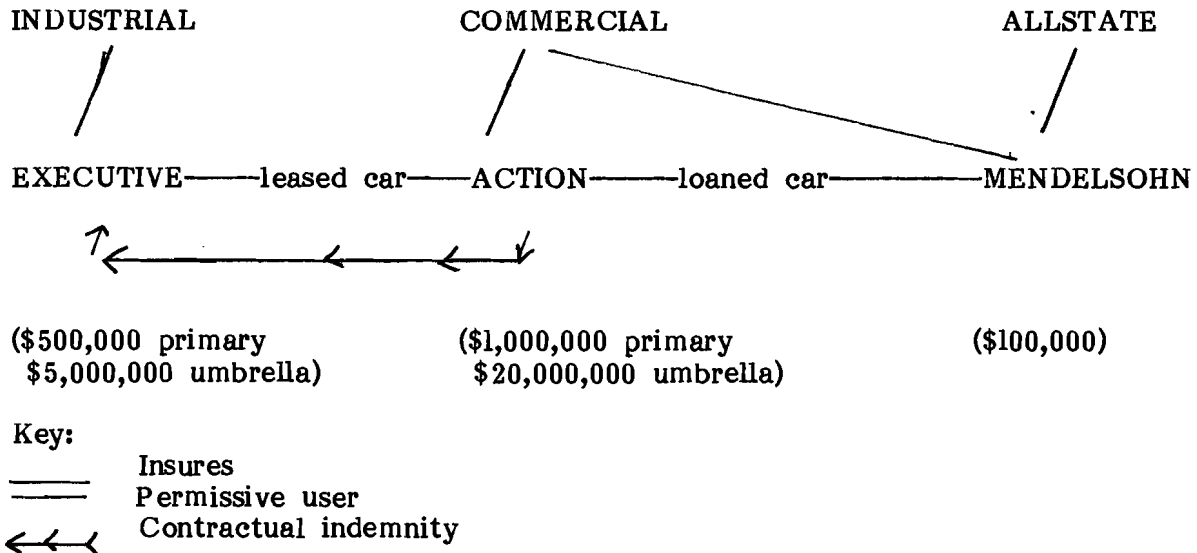 INDUSTRIAL COMMERCIAL ALLSTATE
EXECUTIVE leased car ACTION loaned car MENDELSOHN
($500,000 primary ($1,000,000 primary ($100,000)
$5,000,000 umbrella) $20,000,000 umbrella)
Key:
Insures
Permissive user
Contractual indemnity